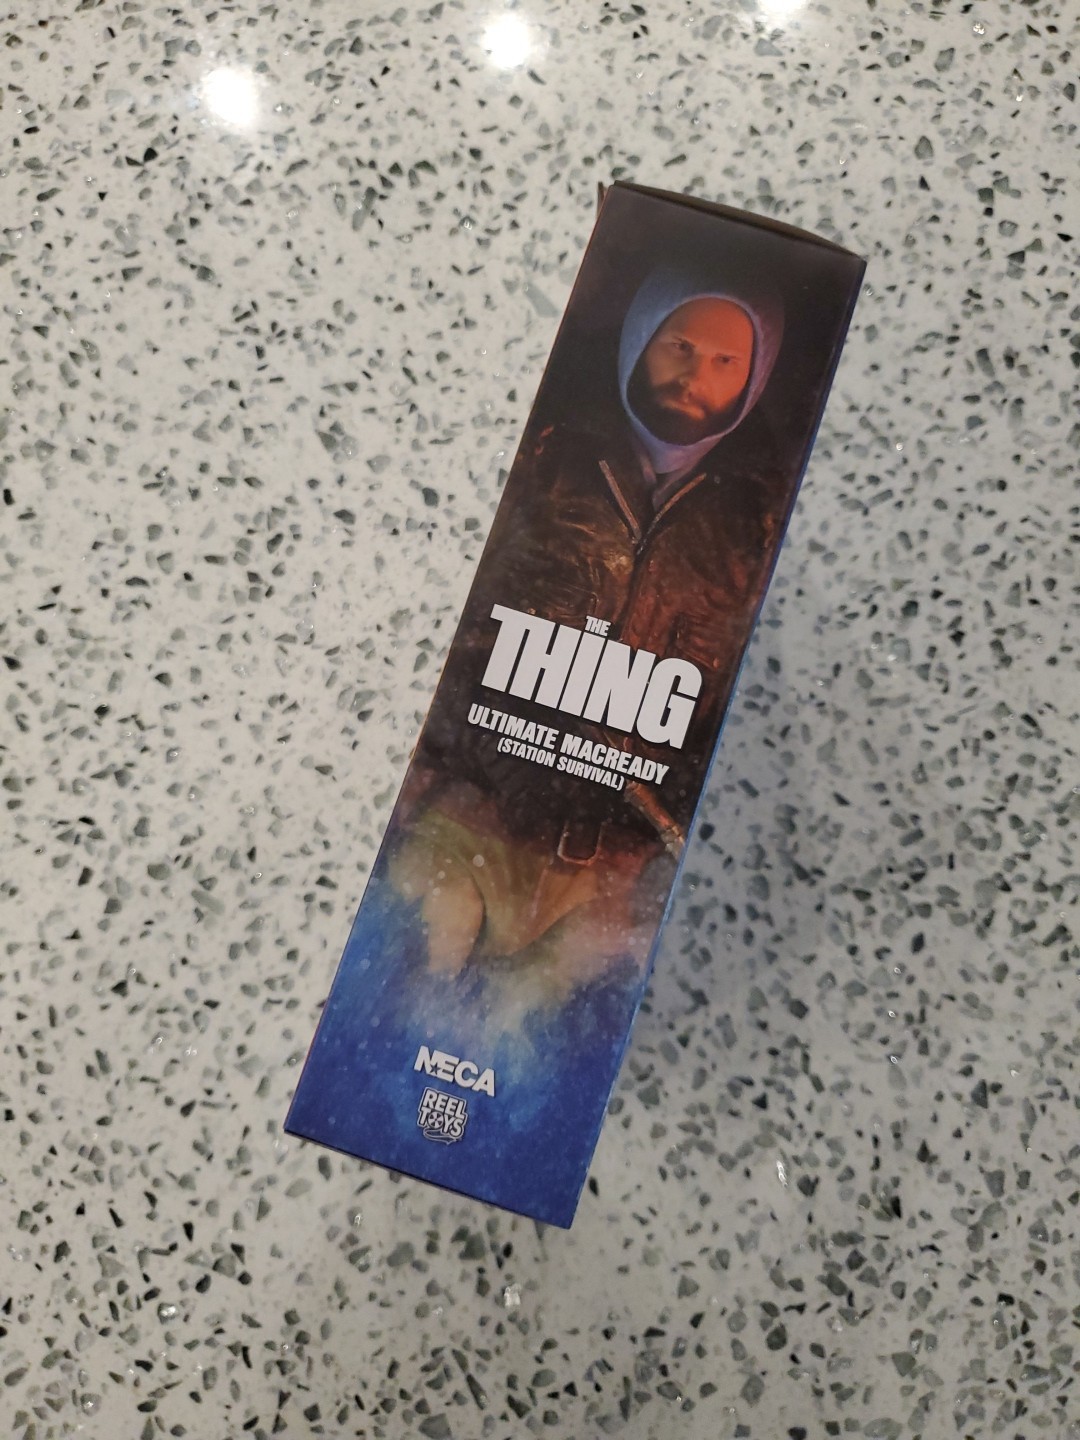 THE
THING
ULTIMATE MACREADY
(STATION SURVIVAL)
NECA
REEL
TOYS